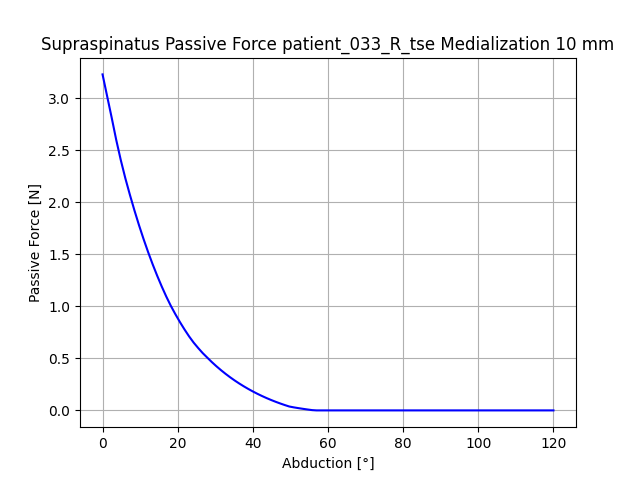 Supraspinatus Passive Force patient_033_R_tse Medialization 10 mm
Passive Force [N]
3.0
2.5
2.0
1.5
1.0
0.5
0.0
0 20 40 60 80 100 120
Abduction [°]